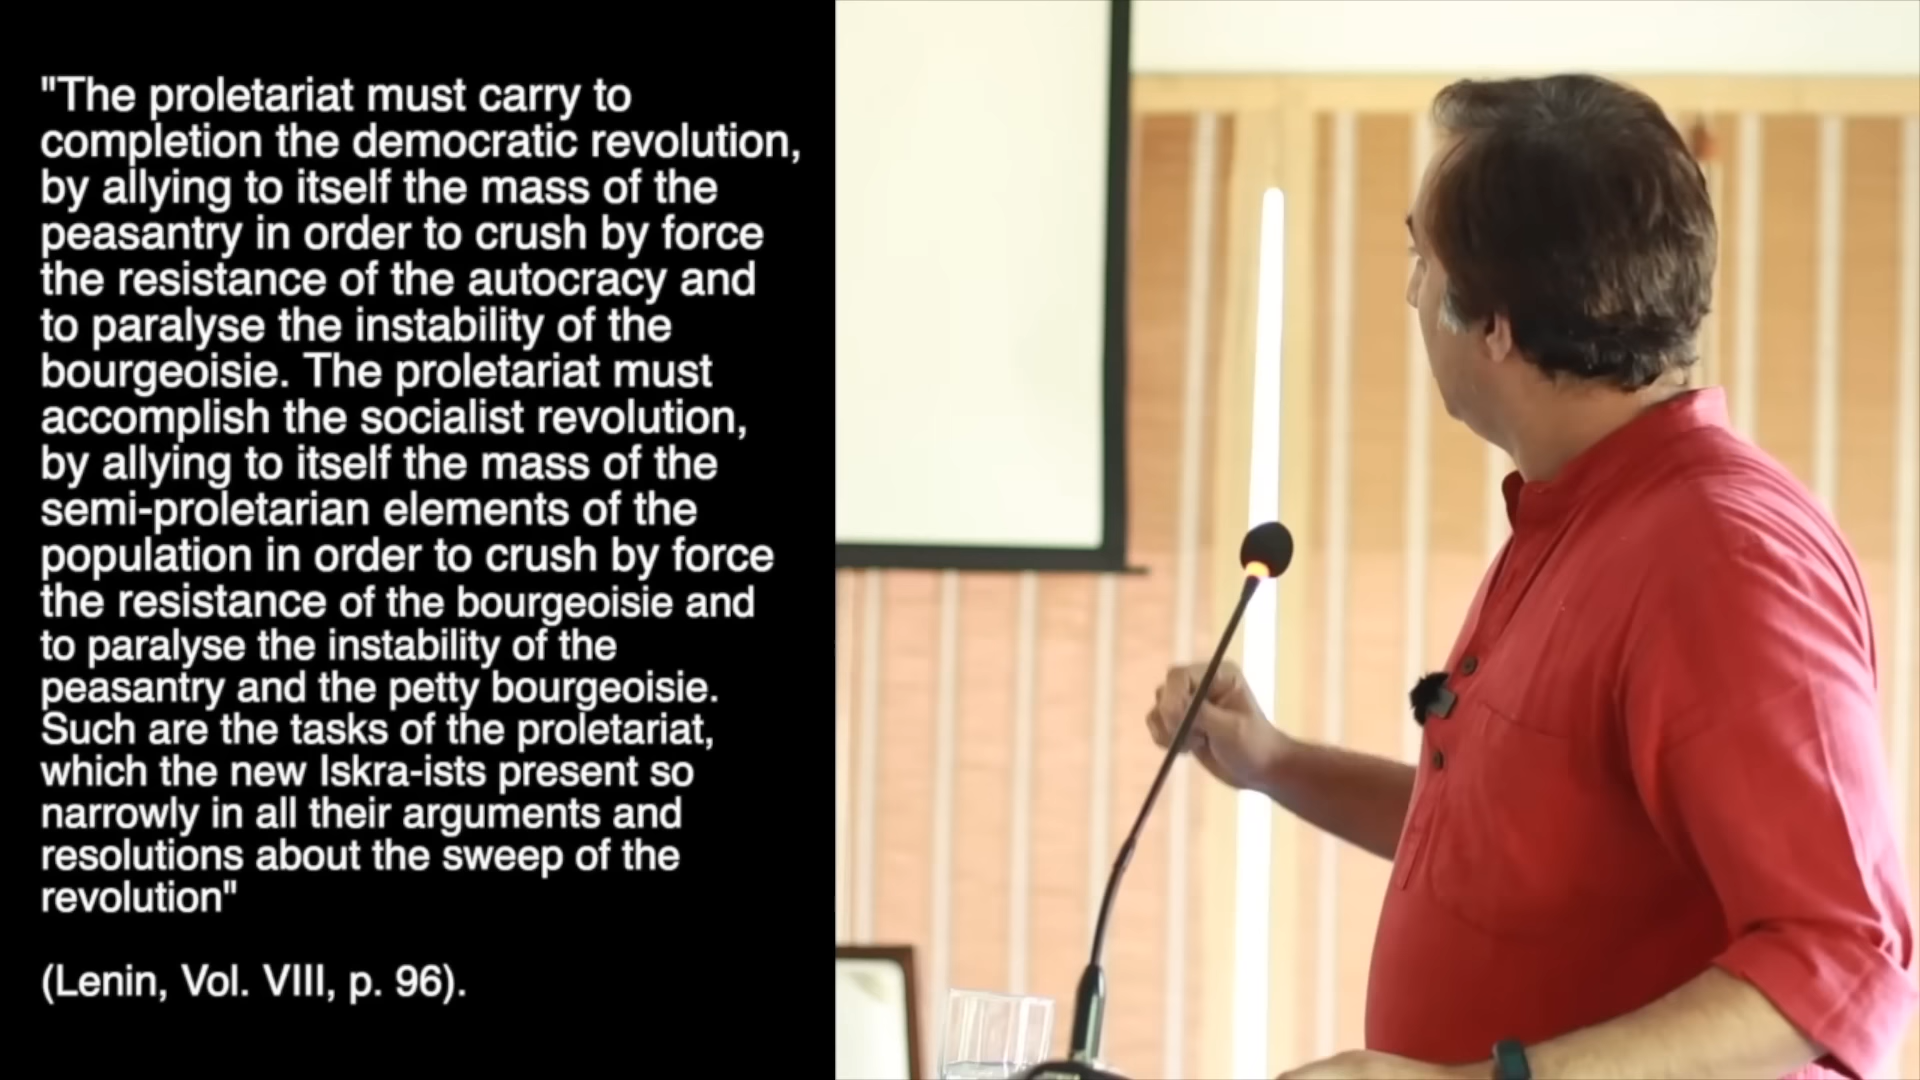 "The proletariat must carry to
completion the democratic revolution,
by allying to itself the mass of the
peasantry in order to crush by force
the resistance of the autocracy and
to paralyse the instability of the
bourgeoisie. The proletariat must
accomplish the socialist revolution,
by allying to itself the mass of the
semi-proletarian elements of the
population in order to crush by force
the resistance of the bourgeoisie and
to paralyse the instability of the
peasantry and the petty bourgeoisie.
Such are the tasks of the proletariat,
which the new Iskra-ists present so
narrowly in all their arguments and
resolutions about the sweep of the
revolution"
(Lenin, Vol. VIII, p. 96).